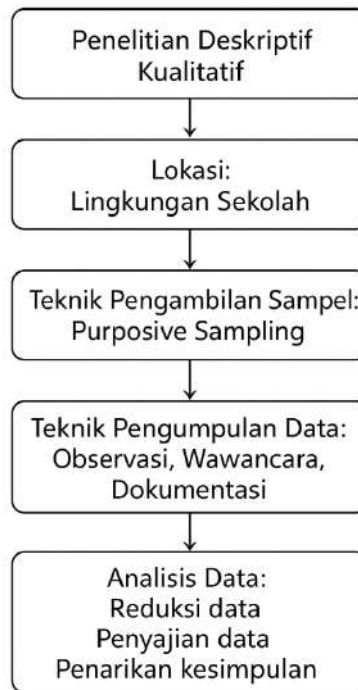 Penelitian Deskriptif
Kualitatif
Lokasi:
Lingkungan Sekolah
Teknik Pengambilan Sampel:
Purposive Sampling
Teknik Pengumpulan Data:
Observasi, Wawancara,
Dokumentasi
Analisis Data:
Reduksi data
Penyajian data
Penarikan kesimpulan